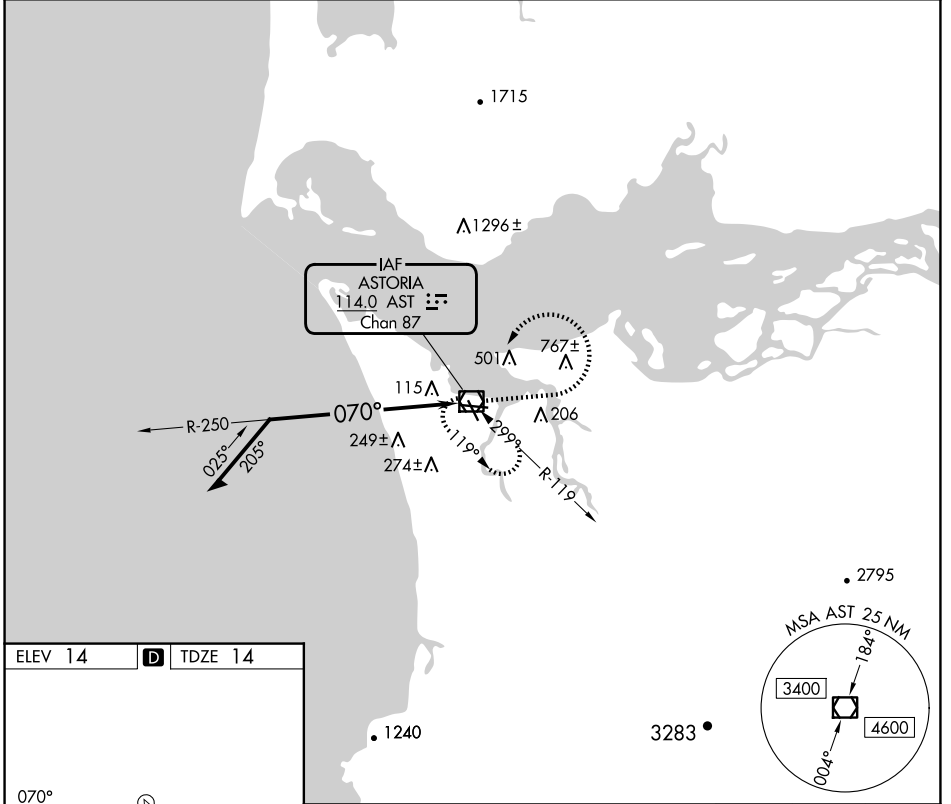 1715
1296±
IAF
ASTORIA
114.0 AST
Chan 87
501
767±
115
070°
206
R-250
249±
299°
119°
025°
205°
274±
R-119
2795
MSA AST 25 NM
184°
3400
4600
004°
ELEV 14 D TDZE 14
1240
3283
070°